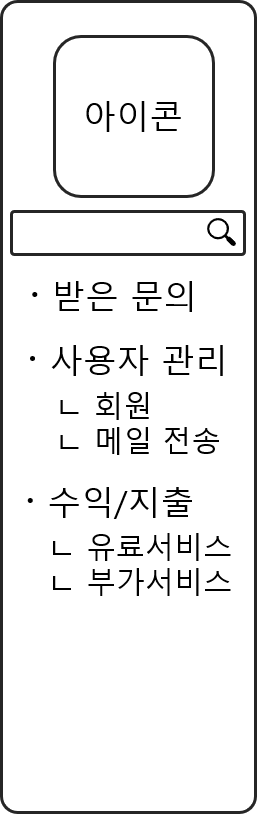 아이콘
· 받은 문의
· 사용자 관리
ㄴ 회원
ㄴ 메일 전송
· 수익/지출
ㄴ 유료서비스
ㄴ 부가서비스